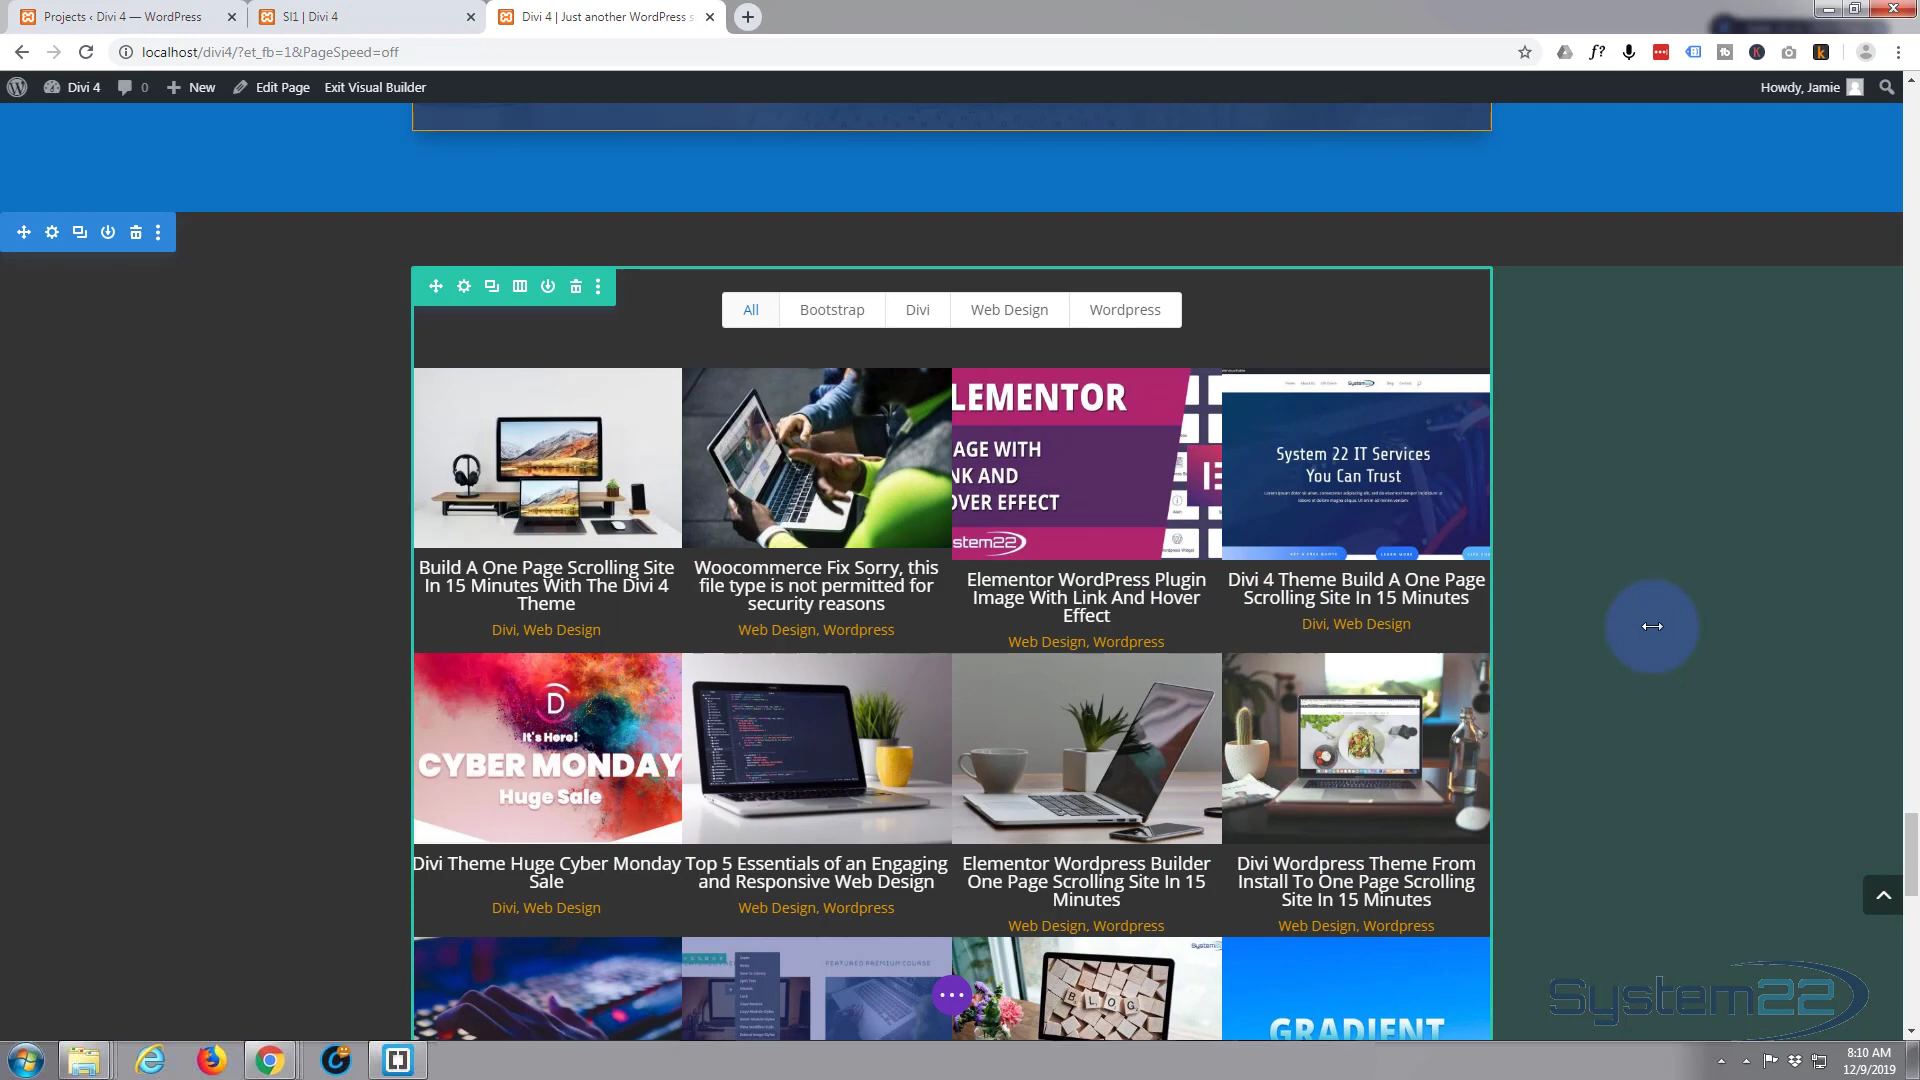 Projects ‹ Divi 4 — WordPress
Sl1 | Divi 4
Divi 4 | Just another WordPress s
localhost/divi4/?et_fb=1&PageSpeed=off
f?
Divi 4
0
New
Edit Page
Exit Visual Builder
Howdy, Jamie
All
Bootstrap
Divi
Web Design
Wordpress
LEMENTOR
AGE WITH
NK AND
OVER EFFECT
stem22
System 22 IT Services
You Can Trust
Build A One Page Scrolling Site
In 15 Minutes With The Divi 4
Theme
Divi, Web Design
Woocommerce Fix Sorry, this
file type is not permitted for
security reasons
Web Design, Wordpress
Elementor WordPress Plugin
Image With Link And Hover
Effect
Web Design, Wordpress
Divi 4 Theme Build A One Page
Scrolling Site In 15 Minutes
Divi, Web Design
D
It's Here!
CYBER MONDAY
Huge Sale
Divi Theme Huge Cyber Monday
Sale
Divi, Web Design
Top 5 Essentials of an Engaging
and Responsive Web Design
Web Design, Wordpress
Elementor Wordpress Builder
One Page Scrolling Site In 15
Minutes
Web Design, Wordpress
Divi Wordpress Theme From
Install To One Page Scrolling
Site In 15 Minutes
Web Design, Wordpress
FEATURED PREMIUM COURSE
BLOG
GRADIENT
System22
8:10 AM
12/9/2019